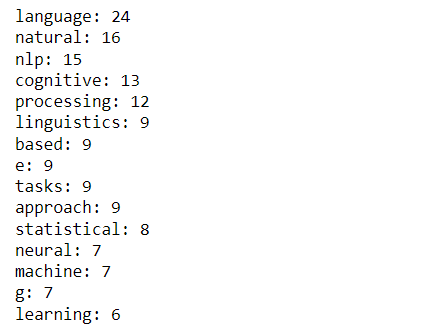 language: 24
natural: 16
nlp: 15
cognitive: 13
processing: 12
linguistics: 9
based: 9
e: 9
tasks: 9
approach: 9
statistical: 8
neural: 7
machine: 7
g: 7
learning: 6